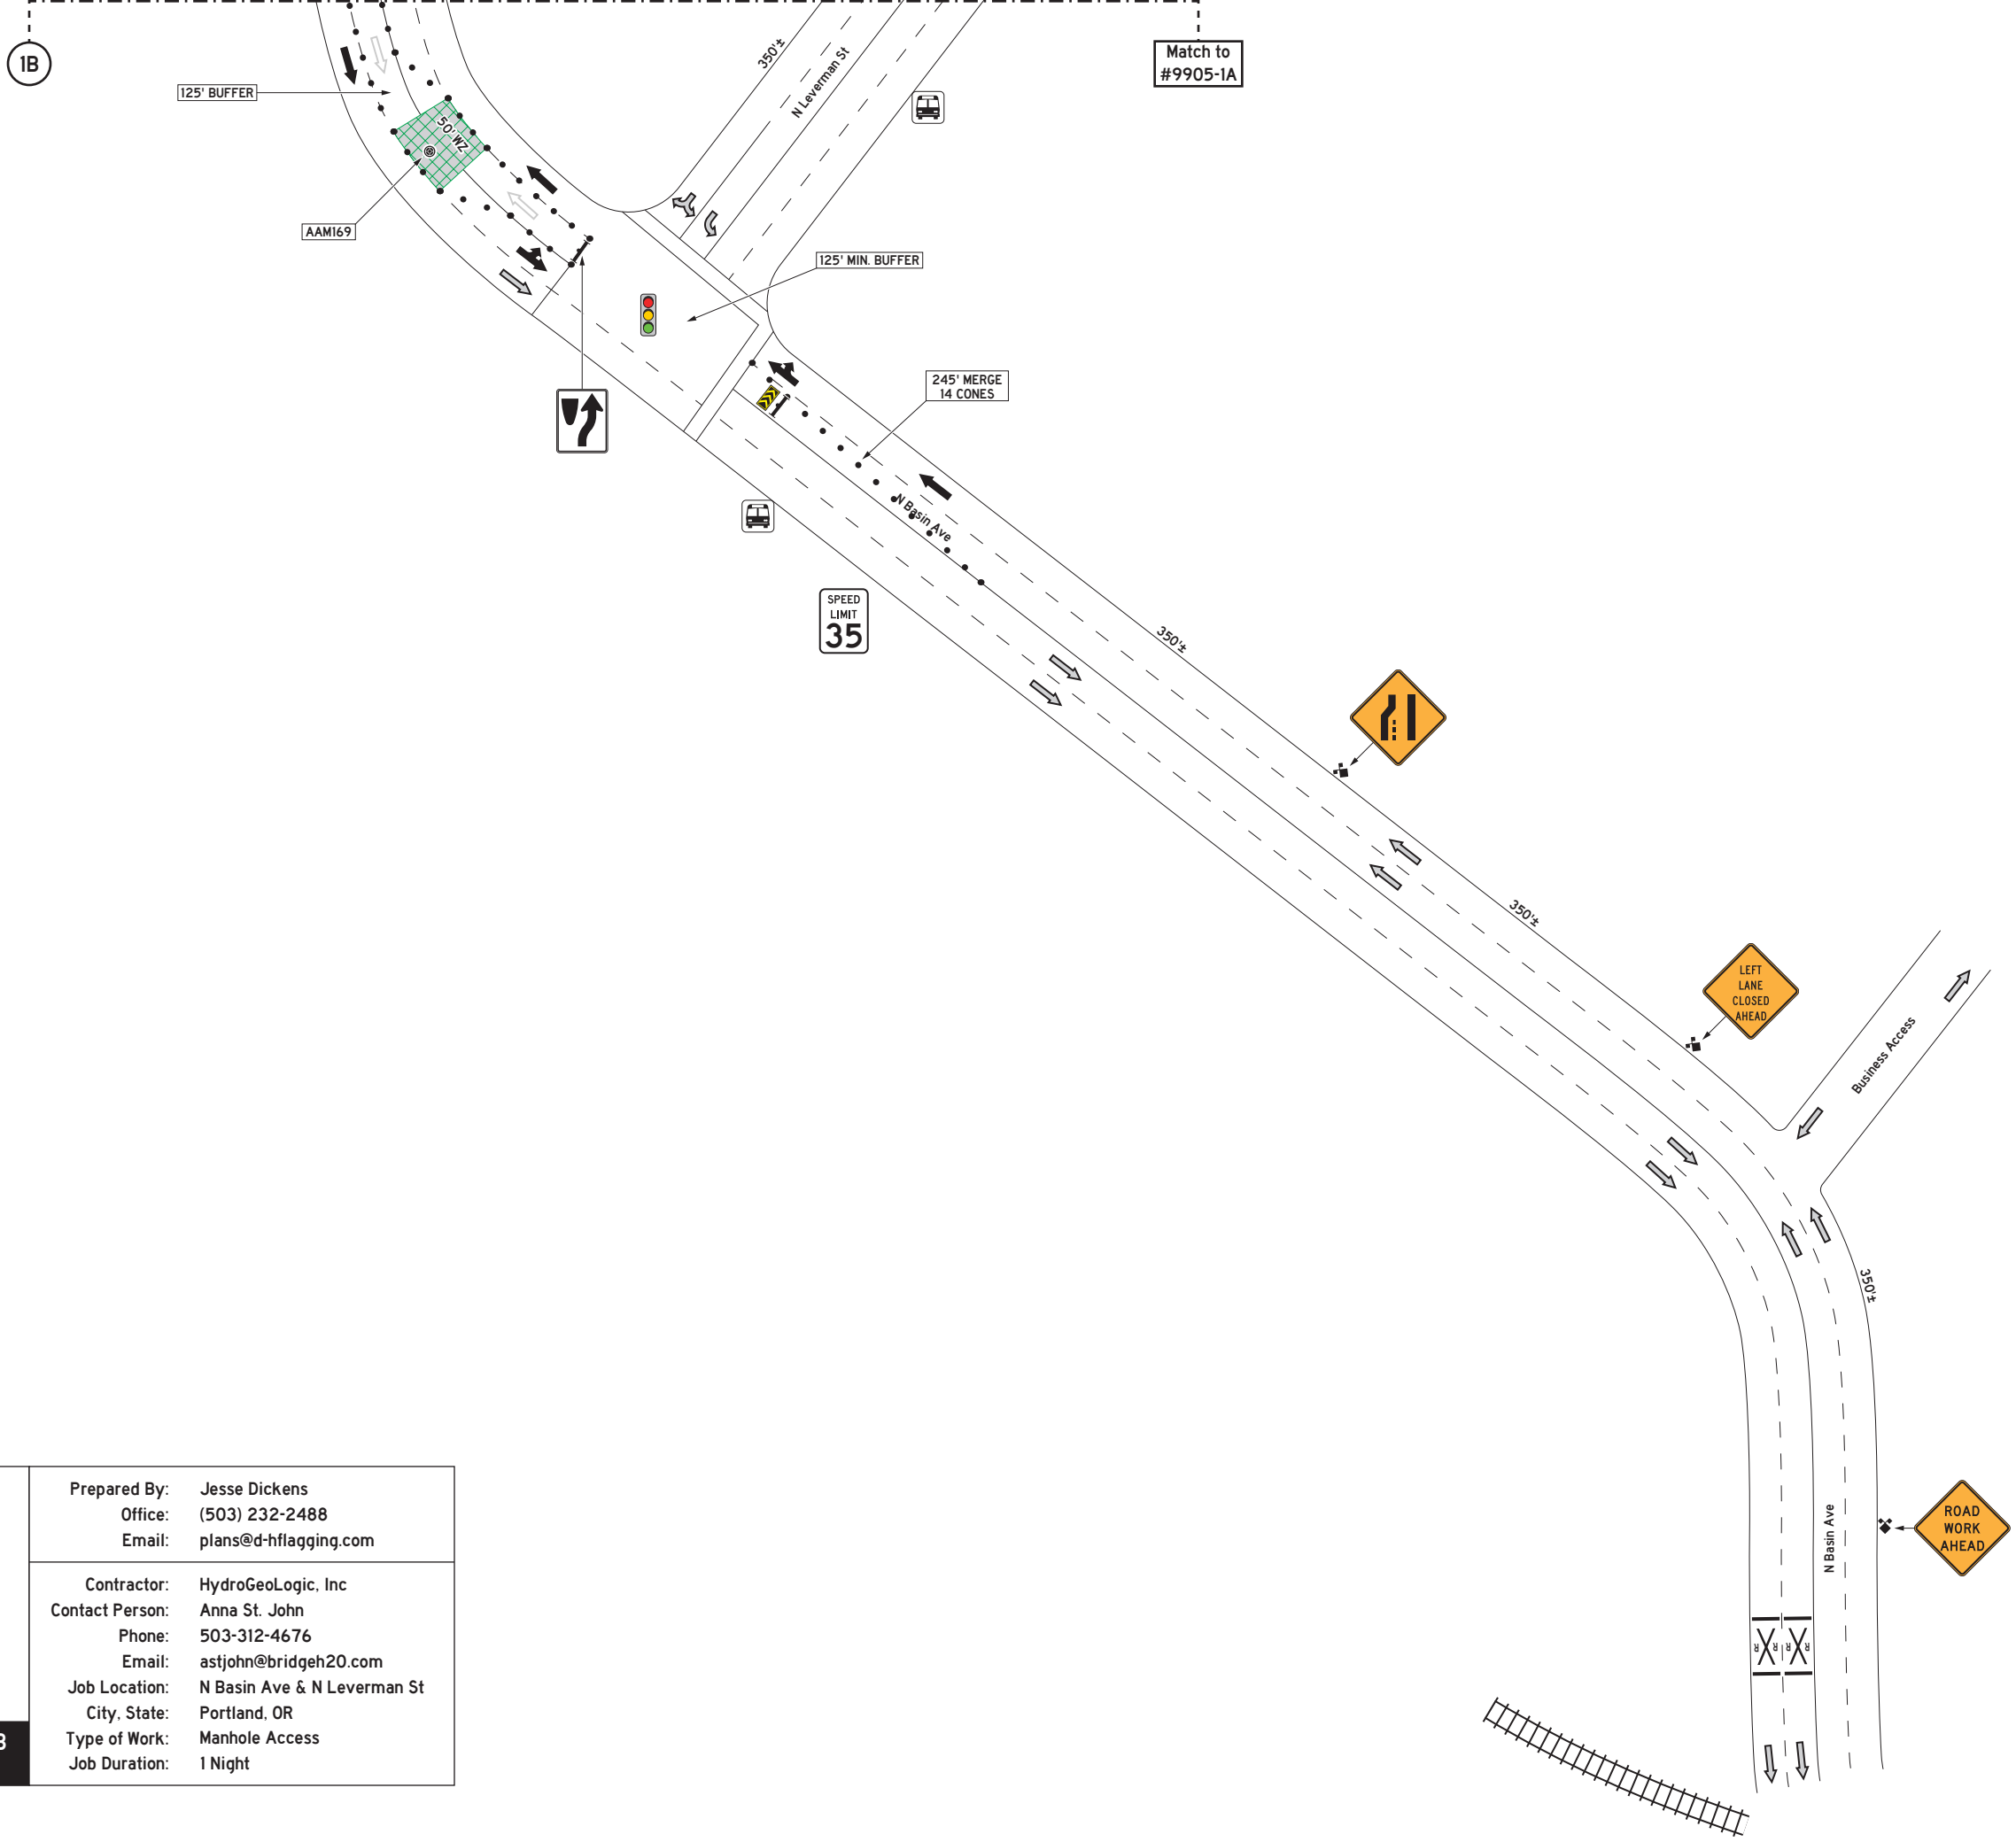 1B
Match to
#9905-1A
350'±
N Leverman St
125' BUFFER
50' WZ
AAM169
125' MIN. BUFFER
245' MERGE
14 CONES
N Basin Ave
SPEED
LIMIT
35
350'±
350'±
LEFT
LANE
CLOSED
AHEAD
Business Access
350'±
N Basin Ave
ROAD
WORK
AHEAD
R R R R
Prepared By: Jesse Dickens
Office: (503) 232-2488
Email: plans@d-hflagging.com
Contractor: HydroGeoLogic, Inc
Contact Person: Anna St. John
Phone: 503-312-4676
Email: astjohn@bridgeh20.com
Job Location: N Basin Ave & N Leverman St
City, State: Portland, OR
Type of Work: Manhole Access
Job Duration: 1 Night